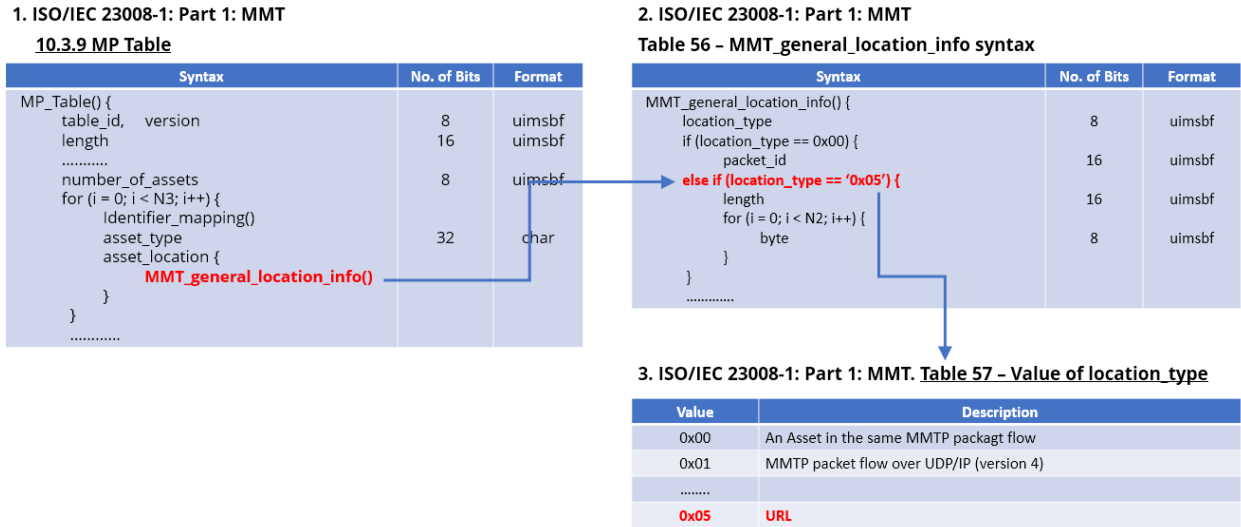 1. ISO/IEC 23008-1: Part 1: MMT
10.3.9 MP Table
Syntax No. of Bits Format
MP_Table() {
table_id, version 8 uimsbf
length 16 uimsbf
...........
number_of_assets 8 uimsbf
for (i = 0; i < N3; i++) {
Identifier_mapping()
asset_type 32 char
asset_location {
MMT_general_location_info()
}
}
............
2. ISO/IEC 23008-1: Part 1: MMT
Table 56 – MMT_general_location_info syntax
Syntax No. of Bits Format
MMT_general_location_info() {
location_type 8 uimsbf
if (location_type == 0x00) {
packet_id 16 uimsbf
else if (location_type == ‘0x05’) {
length 16 uimsbf
for (i = 0; i < N2; i++) {
byte 8 uimsbf
}
}
.............
3. ISO/IEC 23008-1: Part 1: MMT. Table 57 – Value of location_type
Value Description
0x00 An Asset in the same MMTP packagt flow
0x01 MMTP packet flow over UDP/IP (version 4)
........
0x05 URL